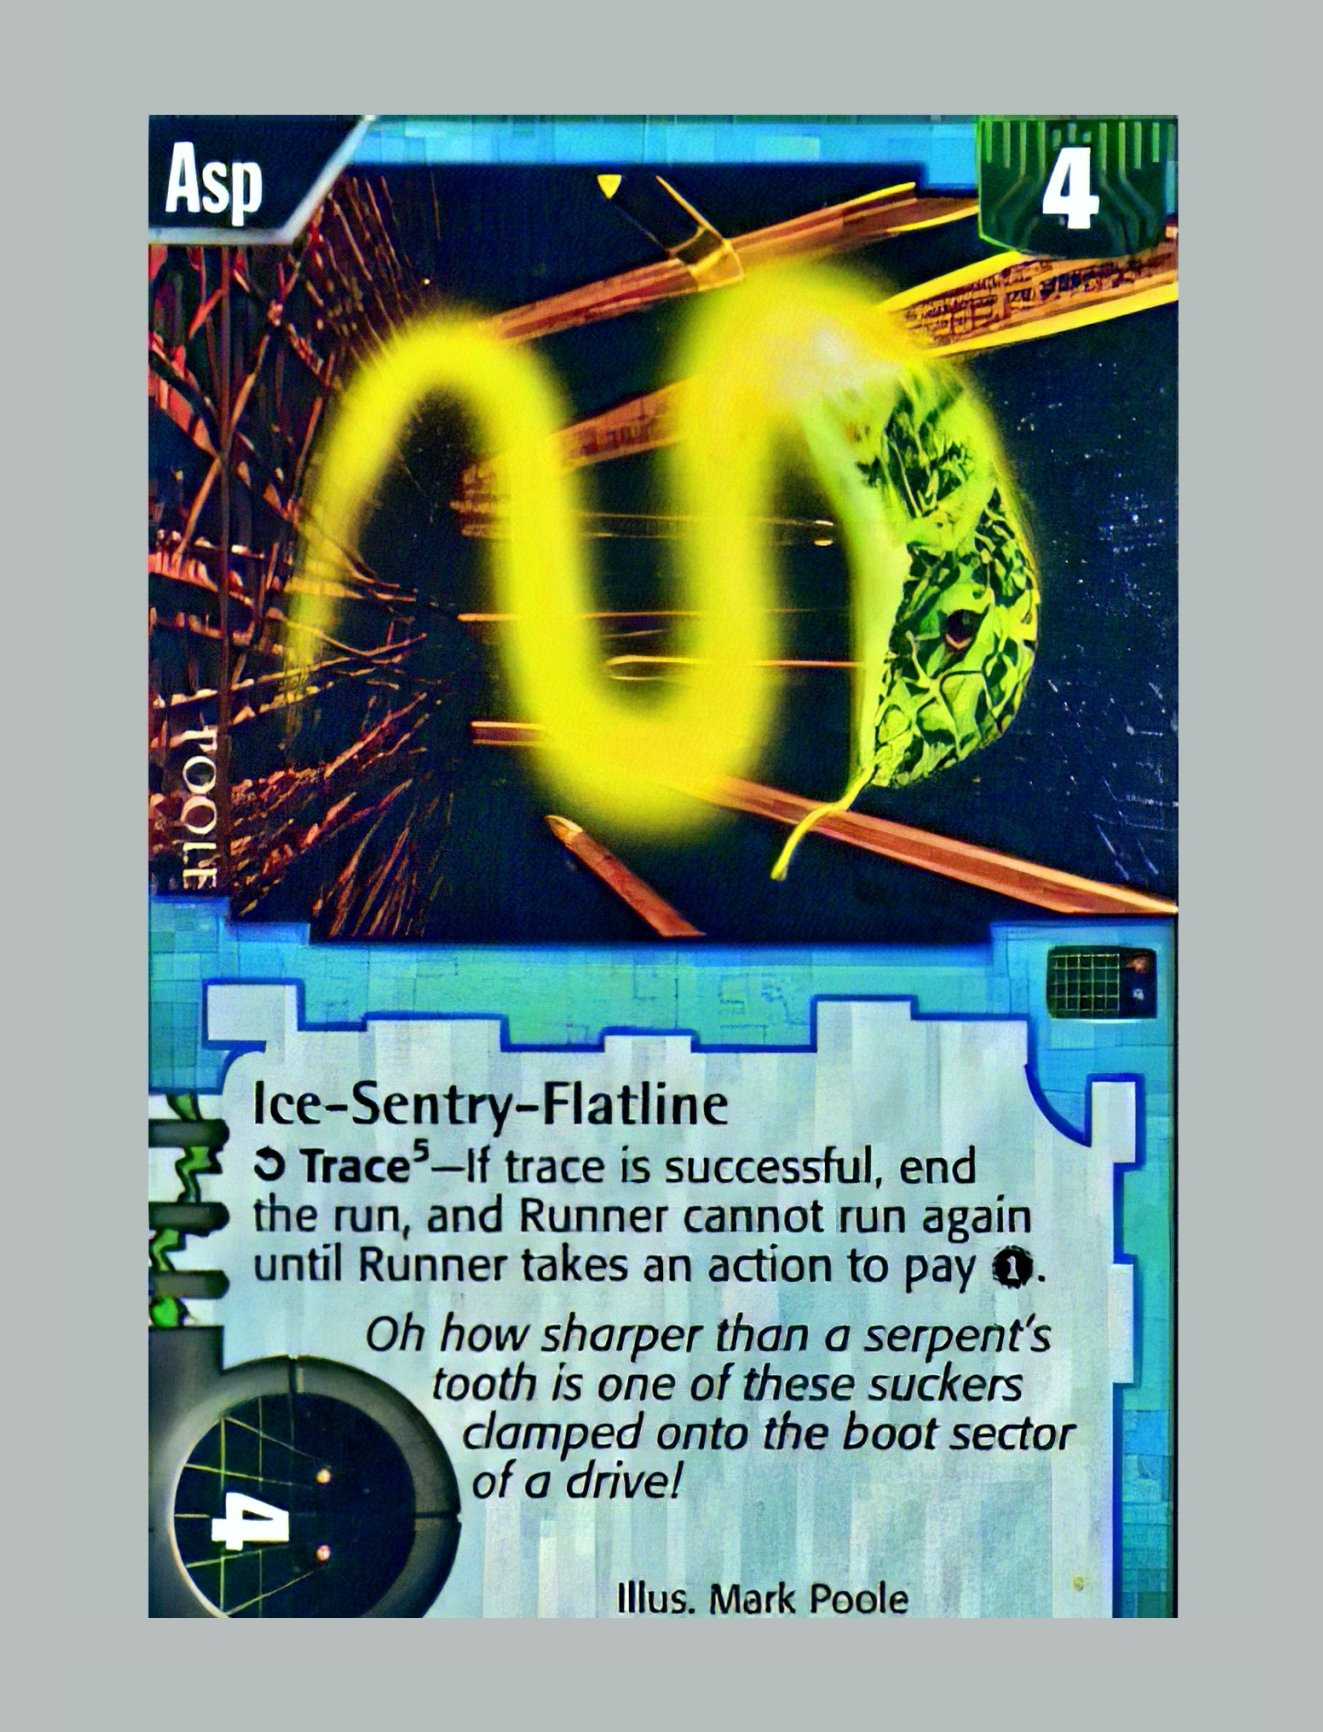 Asp
4
POOLE
Ice-Sentry-Flatline
Trace⁵—If trace is successful, end
the run, and Runner cannot run again
until Runner takes an action to pay 1.
Oh how sharper than a serpent's
tooth is one of these suckers
clamped onto the boot sector
of a drive!
4
Illus. Mark Poole